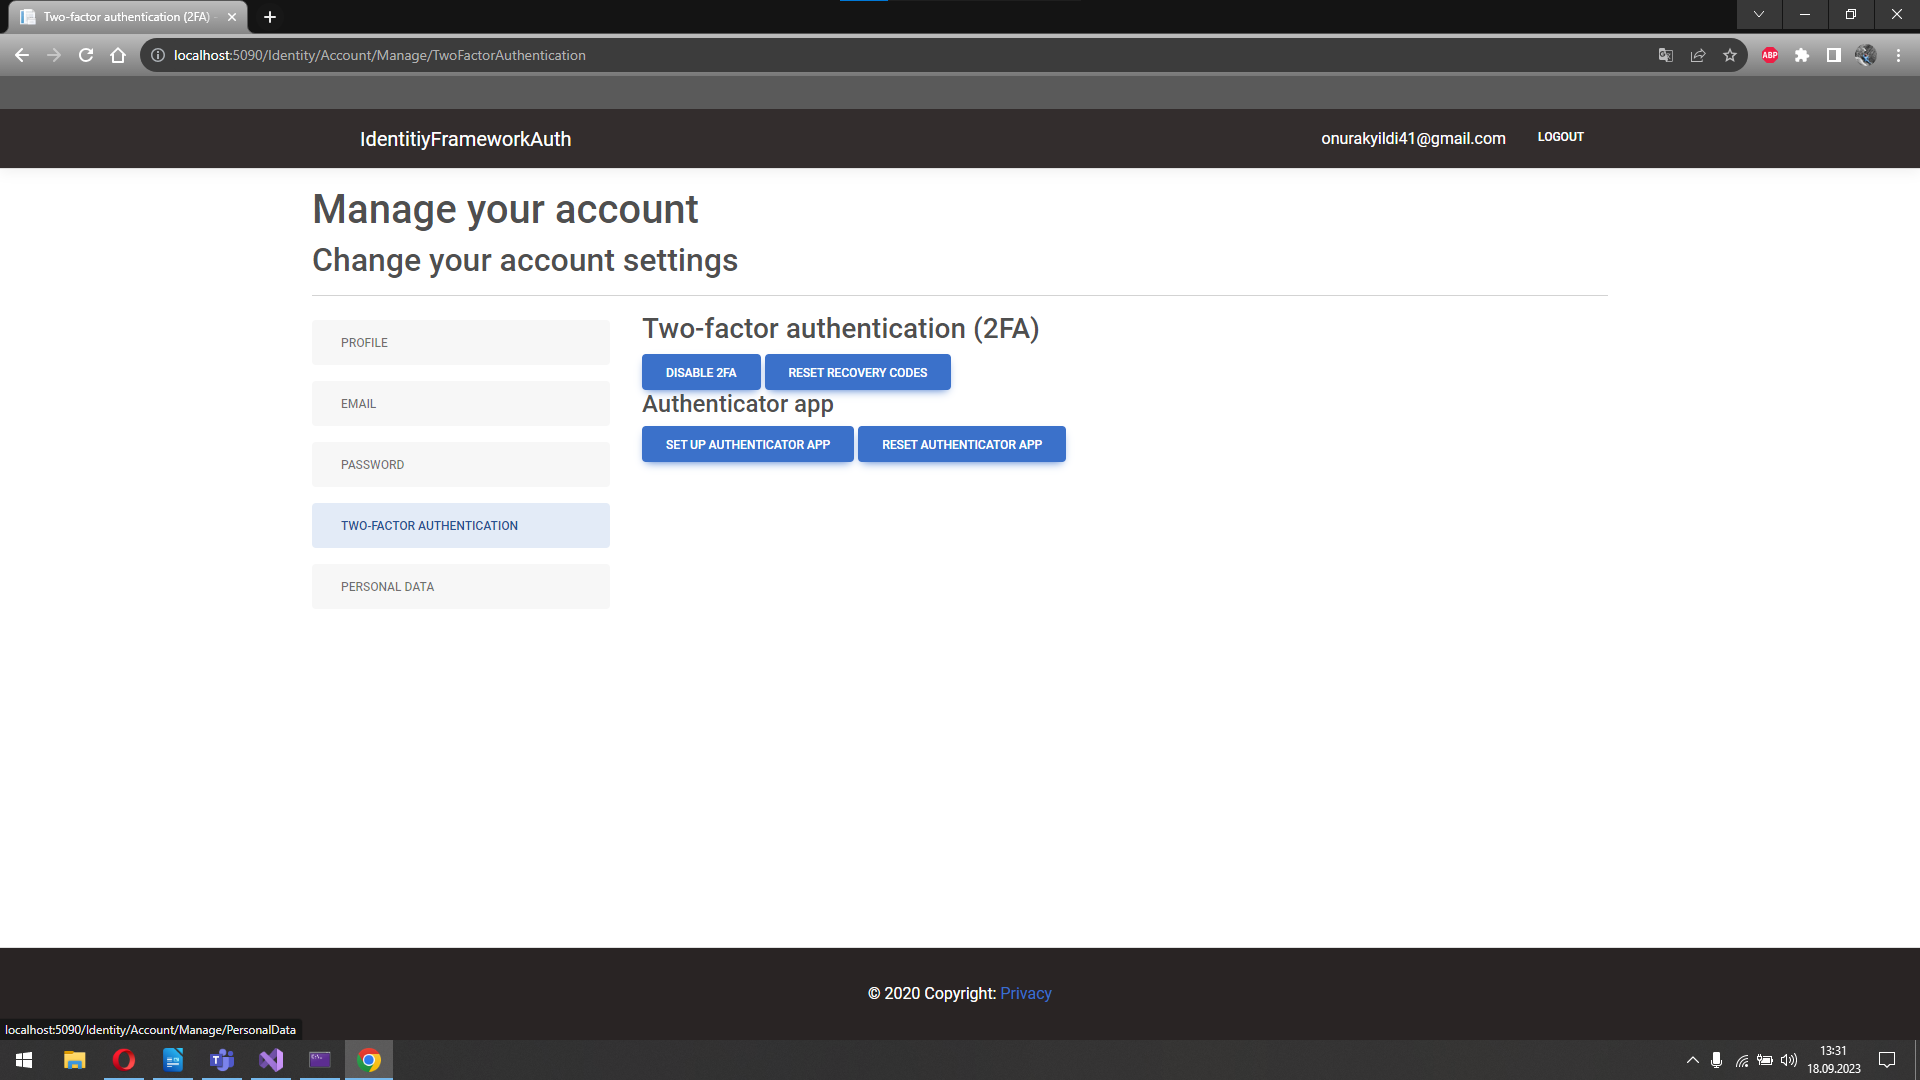 Two-factor authentication (2FA)
localhost:5090/Identity/Account/Manage/TwoFactorAuthentication
ABP
IdentitiyFrameworkAuth
onurakyildi41@gmail.com
LOGOUT
Manage your account
Change your account settings
PROFILE
EMAIL
PASSWORD
TWO-FACTOR AUTHENTICATION
PERSONAL DATA
Two-factor authentication (2FA)
DISABLE 2FA
RESET RECOVERY CODES
Authenticator app
SET UP AUTHENTICATOR APP
RESET AUTHENTICATOR APP
© 2020 Copyright: Privacy
localhost:5090/Identity/Account/Manage/PersonalData
13:31
18.09.2023